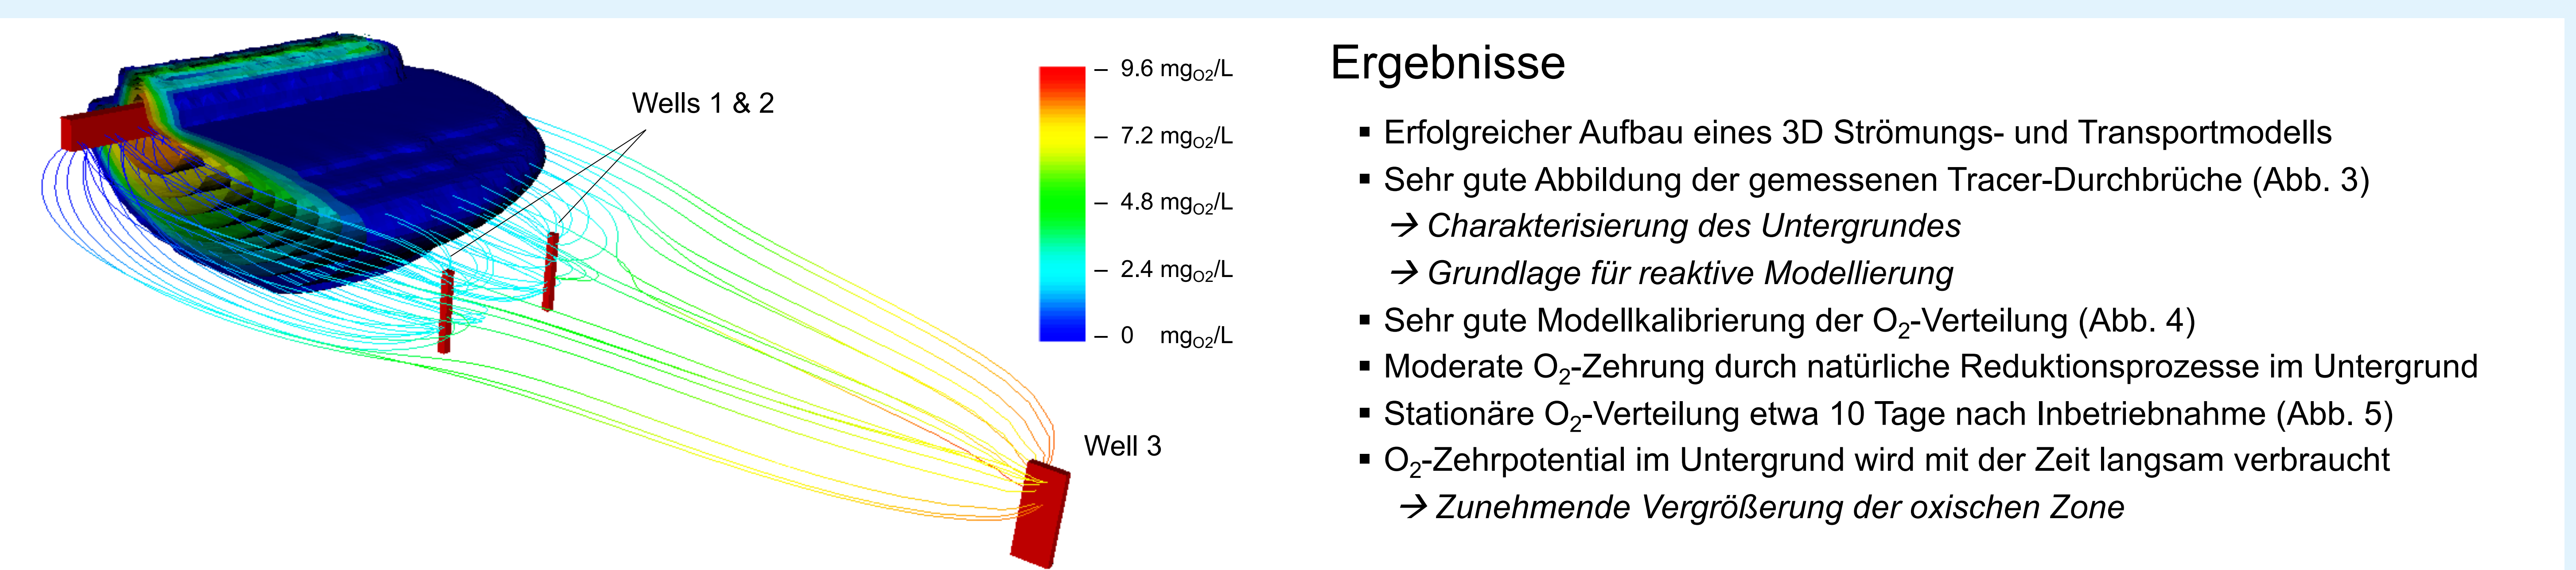 Wells 1 & 2
9.6 mgO2/L
7.2 mgO2/L
4.8 mgO2/L
2.4 mgO2/L
0 mgO2/L
Well 3
Ergebnisse
▪ Erfolgreicher Aufbau eines 3D Strömungs- und Transportmodells
▪ Sehr gute Abbildung der gemessenen Tracer-Durchbrüche (Abb. 3)
→ Charakterisierung des Untergrundes
→ Grundlage für reaktive Modellierung
▪ Sehr gute Modellkalibrierung der O2-Verteilung (Abb. 4)
▪ Moderate O2-Zehrung durch natürliche Reduktionsprozesse im Untergrund
▪ Stationäre O2-Verteilung etwa 10 Tage nach Inbetriebnahme (Abb. 5)
▪ O2-Zehrpotential im Untergrund wird mit der Zeit langsam verbraucht
→ Zunehmende Vergrößerung der oxischen Zone